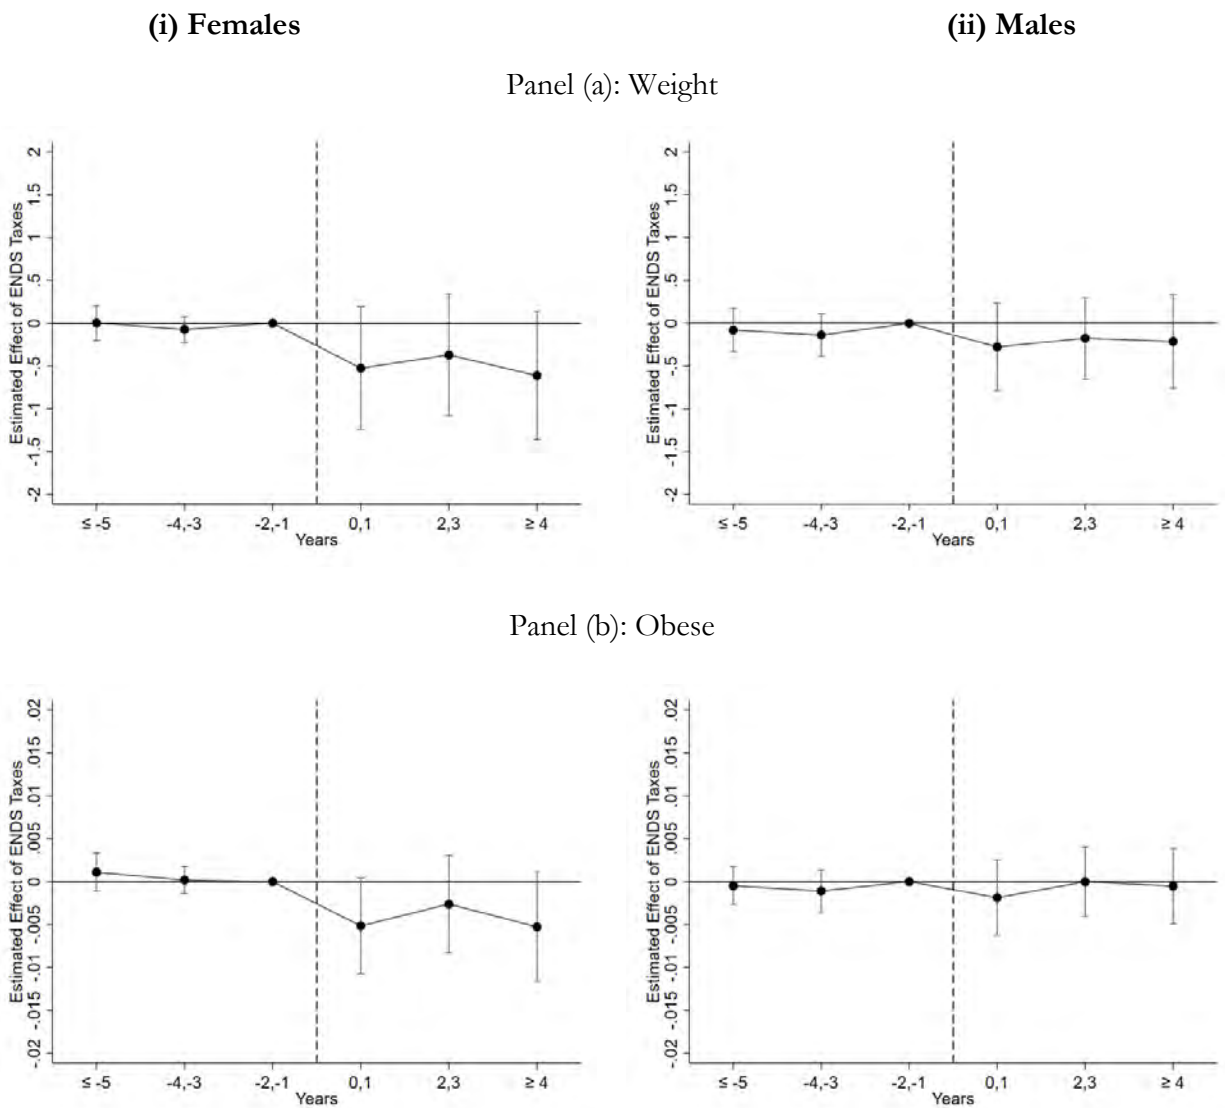 (i) Females
(ii) Males
Panel (a): Weight
Estimated Effect of ENDS Taxes
2
1.5
1
.5
0
-.5
-1
-1.5
-2
≤ -5 -4,-3 -2,-1 0,1 2,3 ≥ 4
Years
Estimated Effect of ENDS Taxes
2
1.5
1
.5
0
-.5
-1
-1.5
-2
≤ -5 -4,-3 -2,-1 0,1 2,3 ≥ 4
Years
Panel (b): Obese
Estimated Effect of ENDS Taxes
.02
.015
.01
.005
0
-.005
-.01
-.015
-.02
≤ -5 -4,-3 -2,-1 0,1 2,3 ≥ 4
Years
Estimated Effect of ENDS Taxes
.02
.015
.01
.005
0
-.005
-.01
-.015
-.02
≤ -5 -4,-3 -2,-1 0,1 2,3 ≥ 4
Years